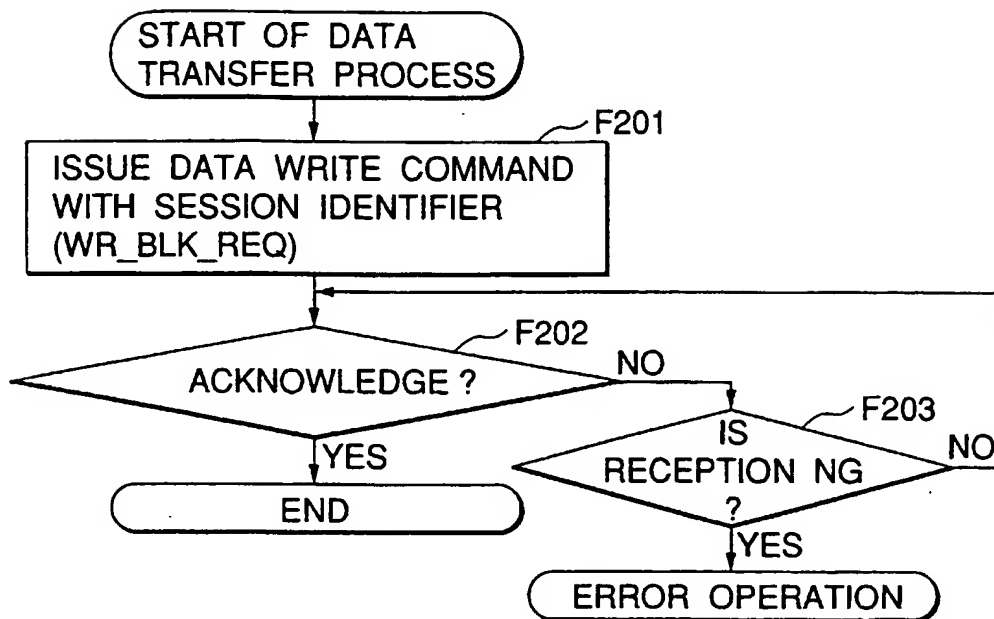 START OF DATA
TRANSFER PROCESS
F201
ISSUE DATA WRITE COMMAND
WITH SESSION IDENTIFIER
(WR_BLK_REQ)
F202
ACKNOWLEDGE ?
NO
YES
END
F203
IS
RECEPTION NG
?
NO
YES
ERROR OPERATION